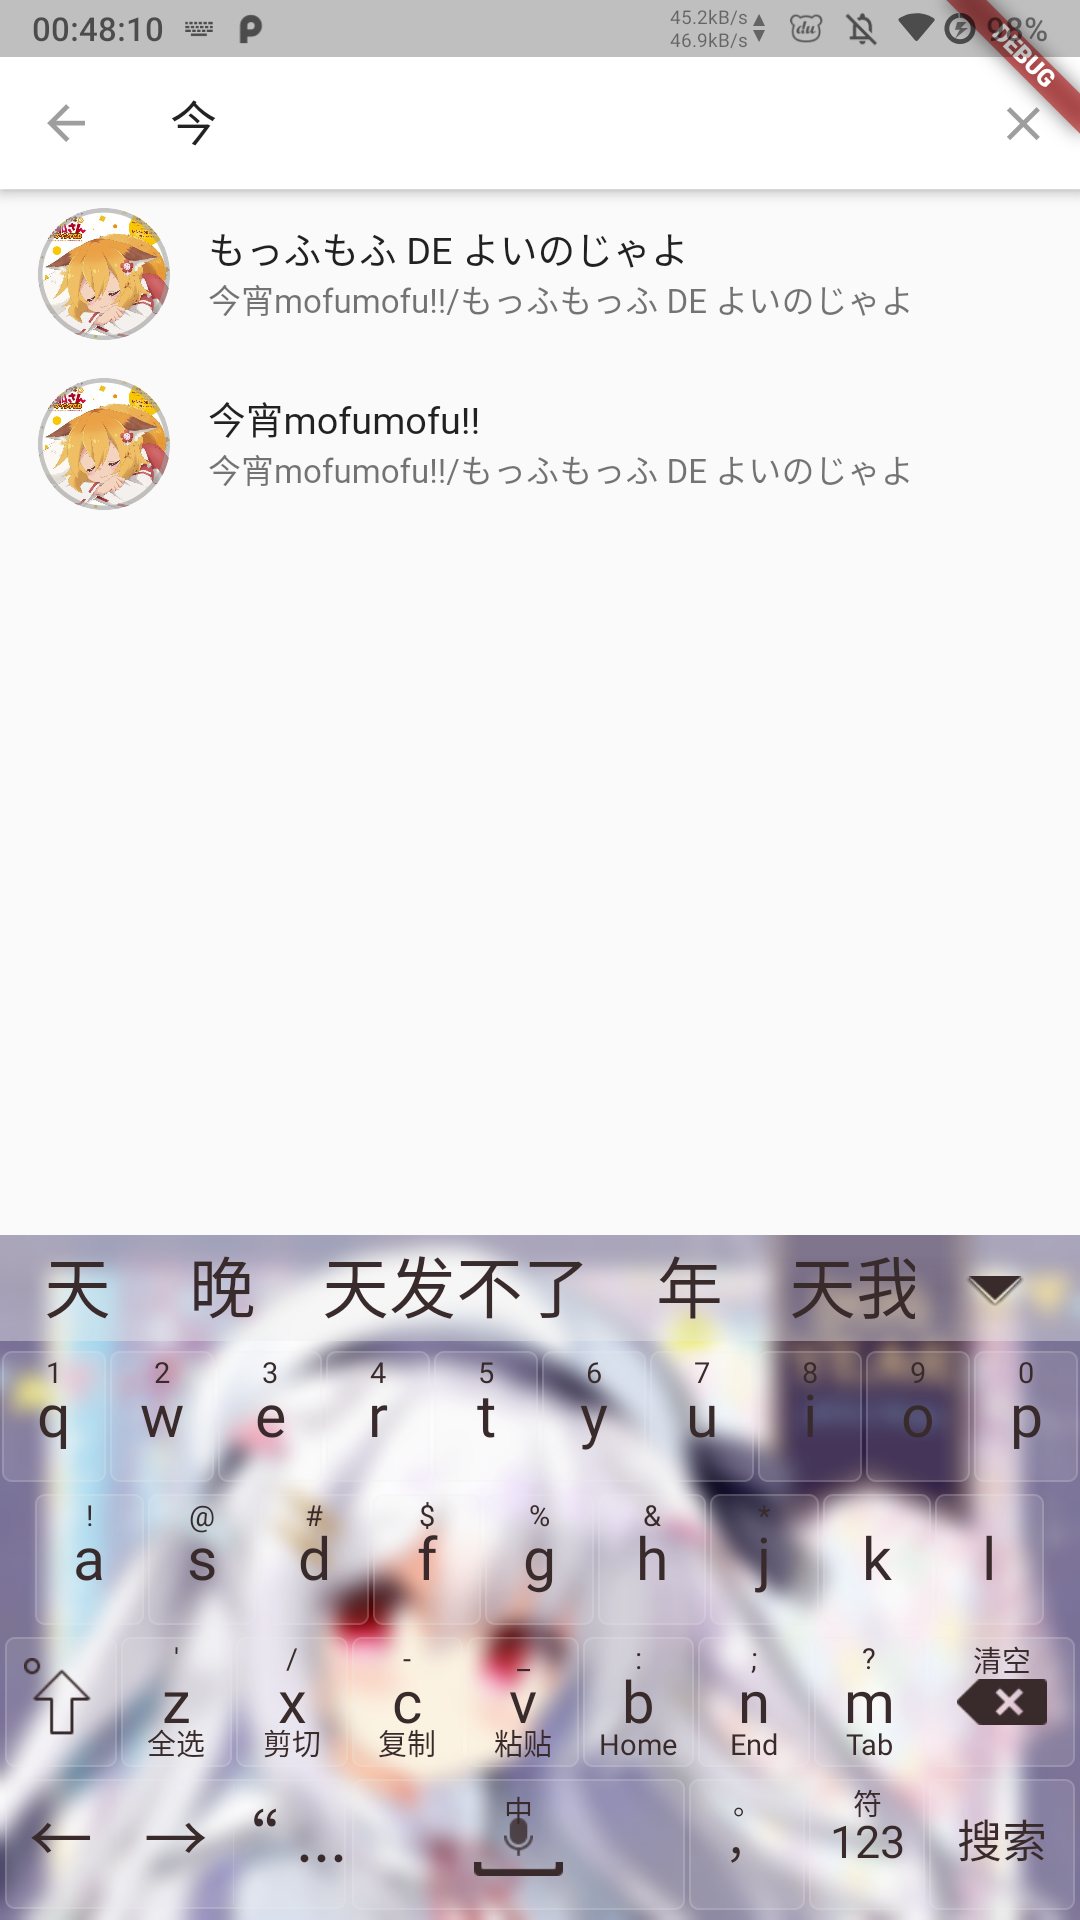 00:48:10
45.2kB/s
46.9kB/s
98%
DEBUG
今
もっふもふ DE よいのじゃよ
今宵mofumofu!!/もっふもっふ DE よいのじゃよ
今宵mofumofu!!
今宵mofumofu!!/もっふもっふ DE よいのじゃよ
天 晚 天发不了 年 天我
1 2 3 4 5 6 7 8 9 0
q w e r t y u i o p
! @ # $ % & *
a s d f g h j k l
' / - _ : ; ? 清空
z x c v b n m
全选 剪切 复制 粘贴 Home End Tab
中 。 符
← → “ … ， 123 搜索